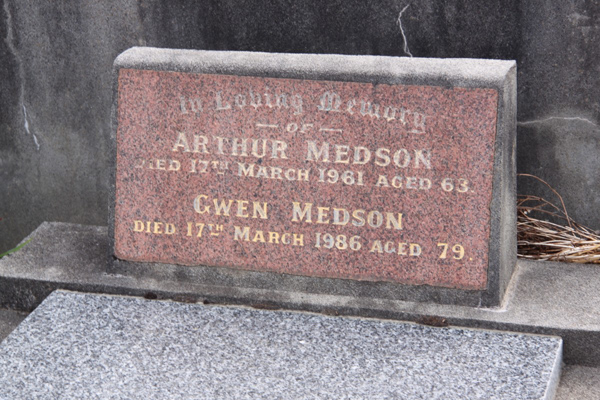 In Loving Memory
— OF —
ARTHUR MEDSON
DIED 17TH MARCH 1961 AGED 63.
GWEN MEDSON
DIED 17TH MARCH 1986 AGED 79.